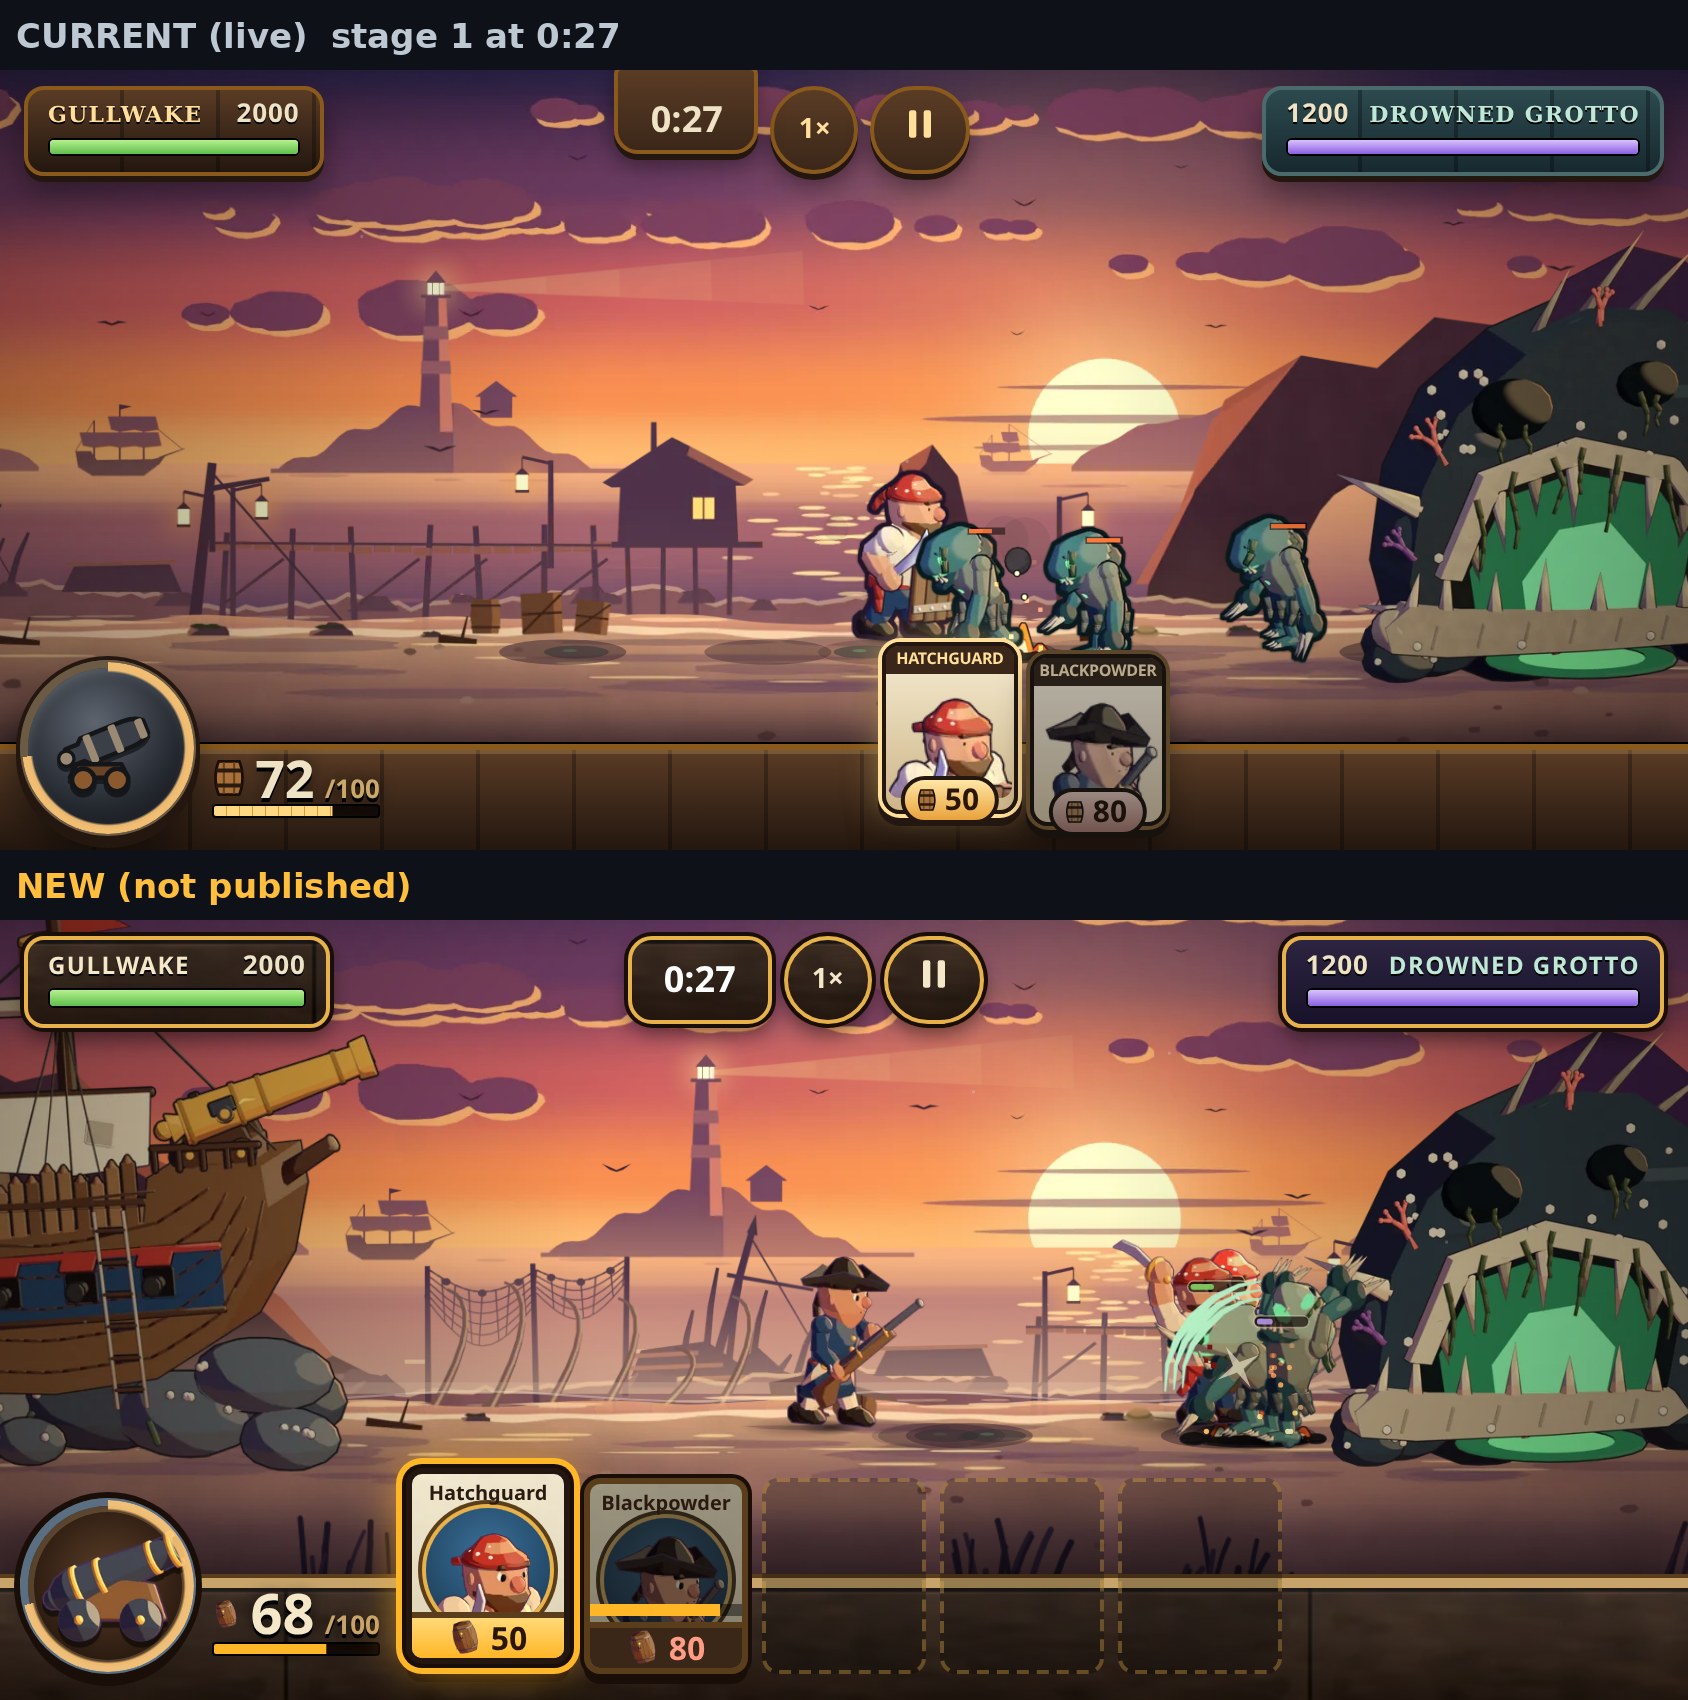 CURRENT (live)  stage 1 at 0:27
GULLWAKE 2000
0:27
1×
1200 DROWNED GROTTO
HATCHGUARD
50
BLACKPOWDER
80
72 /100
NEW (not published)
GULLWAKE 2000
0:27
1×
1200 DROWNED GROTTO
Hatchguard
50
Blackpowder
80
68 /100